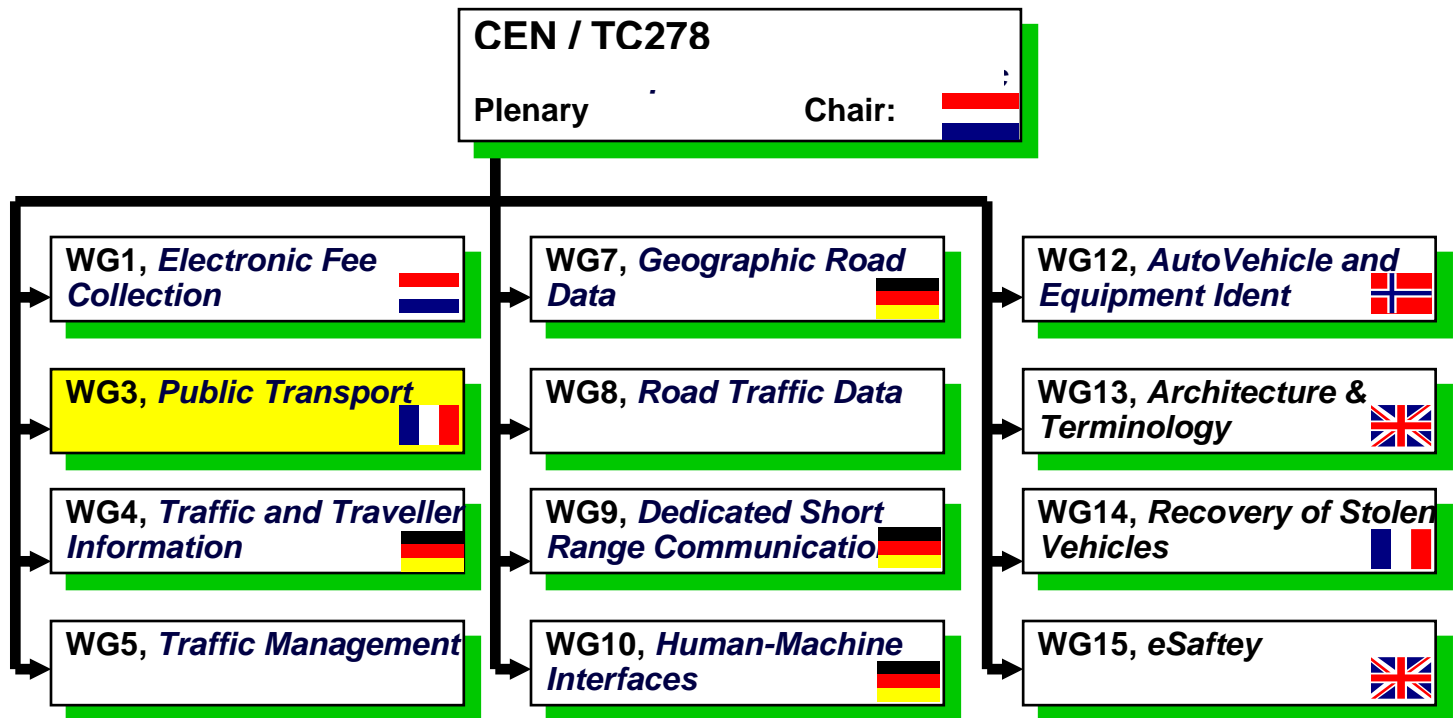 CEN / TC278
Plenary Chair:
WG1, Electronic Fee
Collection
WG3, Public Transport
WG4, Traffic and Traveller
Information
WG5, Traffic Management
WG7, Geographic Road
Data
WG8, Road Traffic Data
WG9, Dedicated Short
Range Communicatio
WG10, Human-Machine
Interfaces
WG12, AutoVehicle and
Equipment Ident
WG13, Architecture &
Terminology
WG14, Recovery of Stolen
Vehicles
WG15, eSaftey